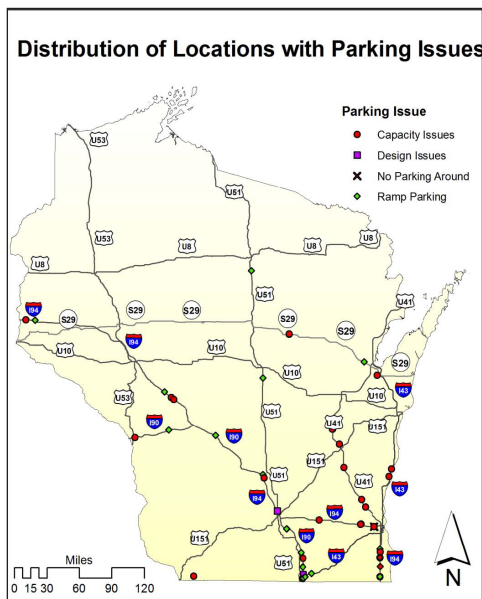 Distribution of Locations with Parking Issues
Parking Issue
Capacity Issues
Design Issues
No Parking Around
Ramp Parking
U53
U51
U53
U8
U8
U8
U8
U51
U41
I94
S29
S29
S29
S29
S29
I94
U10
U10
U10
S29
I43
U10
U53
U51
U41
U151
I90
I90
U151
U51
U41
I43
I94
I94
U151
I90
I43
I94
U51
Miles
0 15 30 60 90 120
N